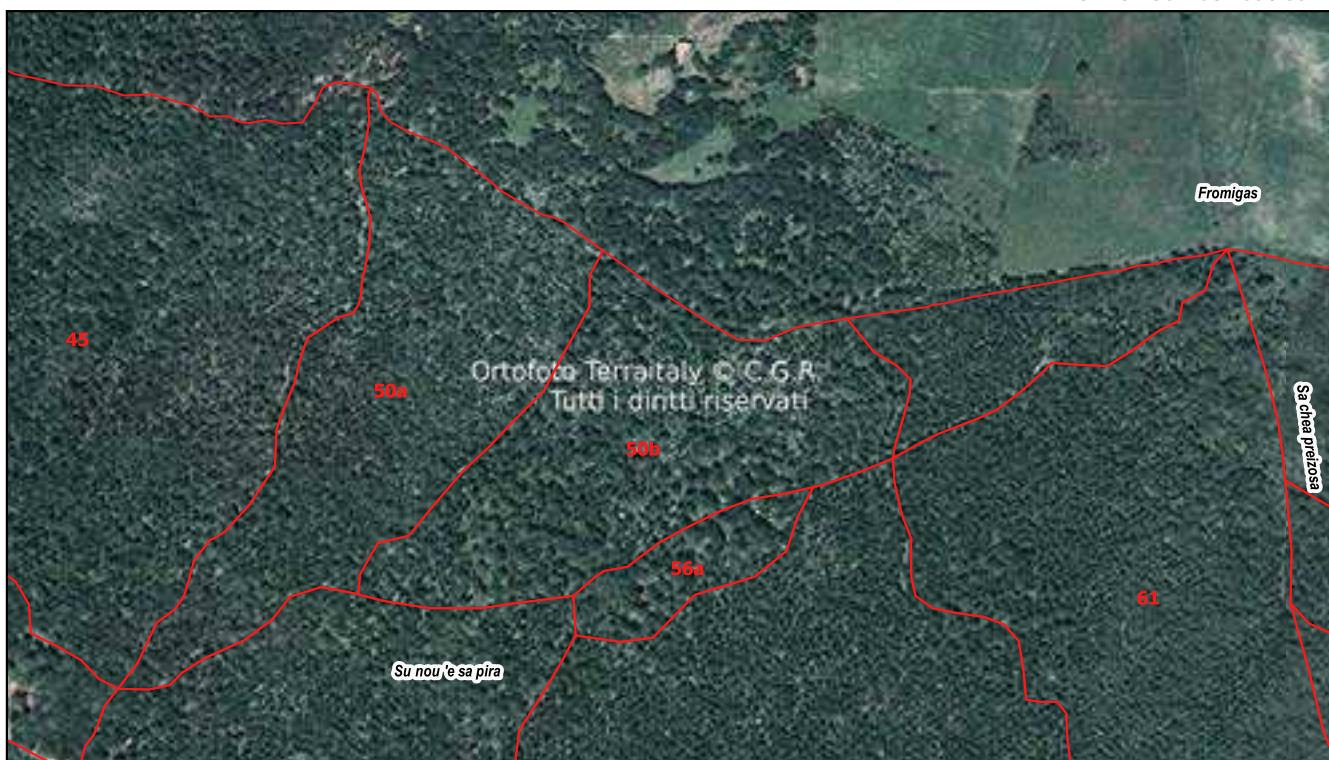 Fromigas
45
50a
Ortofoto Terraitaly © C.G.R.
Tutti i diritti riservati
Sa chea preizosa
50b
56a
61
Su nou 'e sa pira